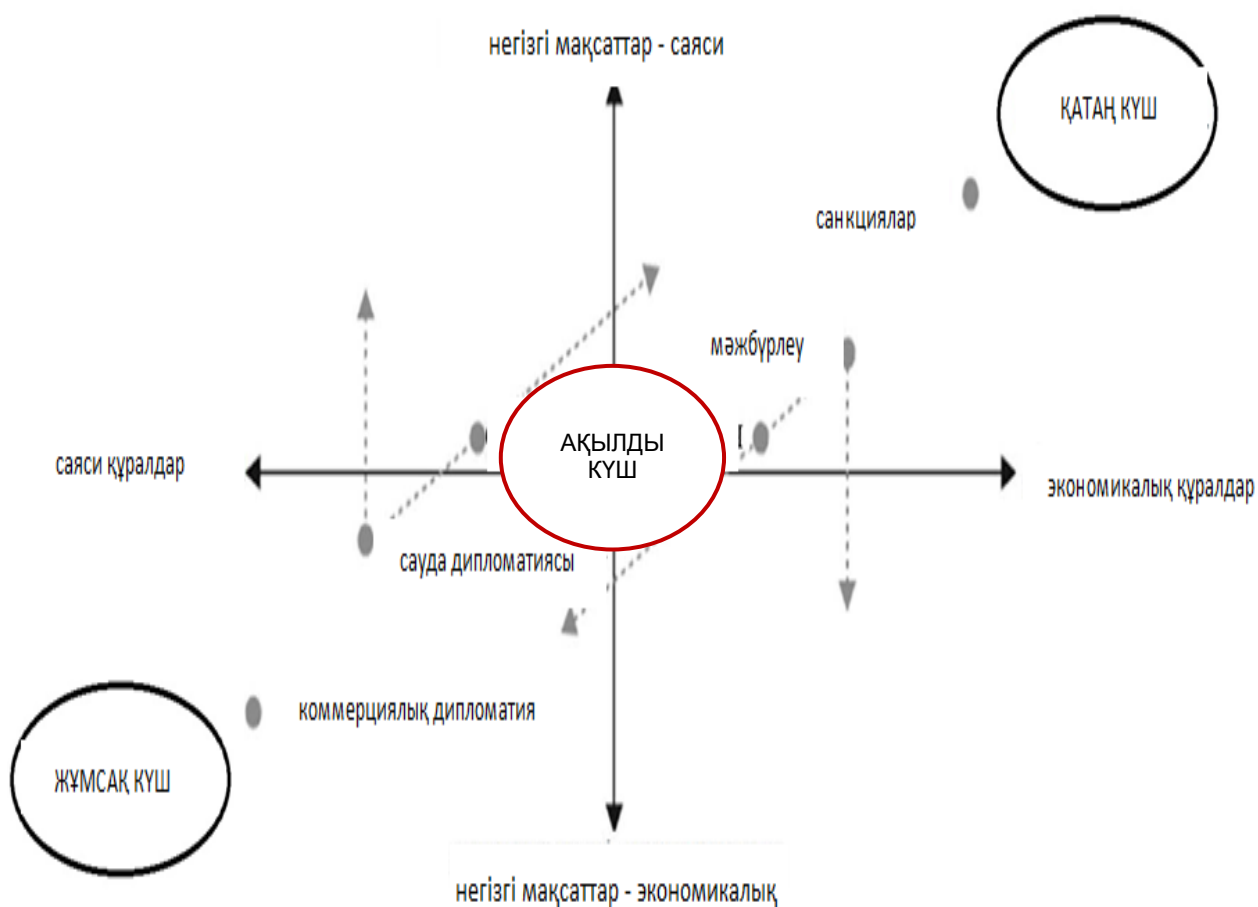 негізгі мақсаттар - саяси
ҚАТАҢ КҮШ
санкциялар
мәжбүрлеу
АҚЫЛДЫ
КҮШ
саяси құралдар
экономикалық құралдар
сауда дипломатиясы
коммерциялық дипломатия
ЖҰМСАҚ КҮШ
негізгі мақсаттар - экономикалық